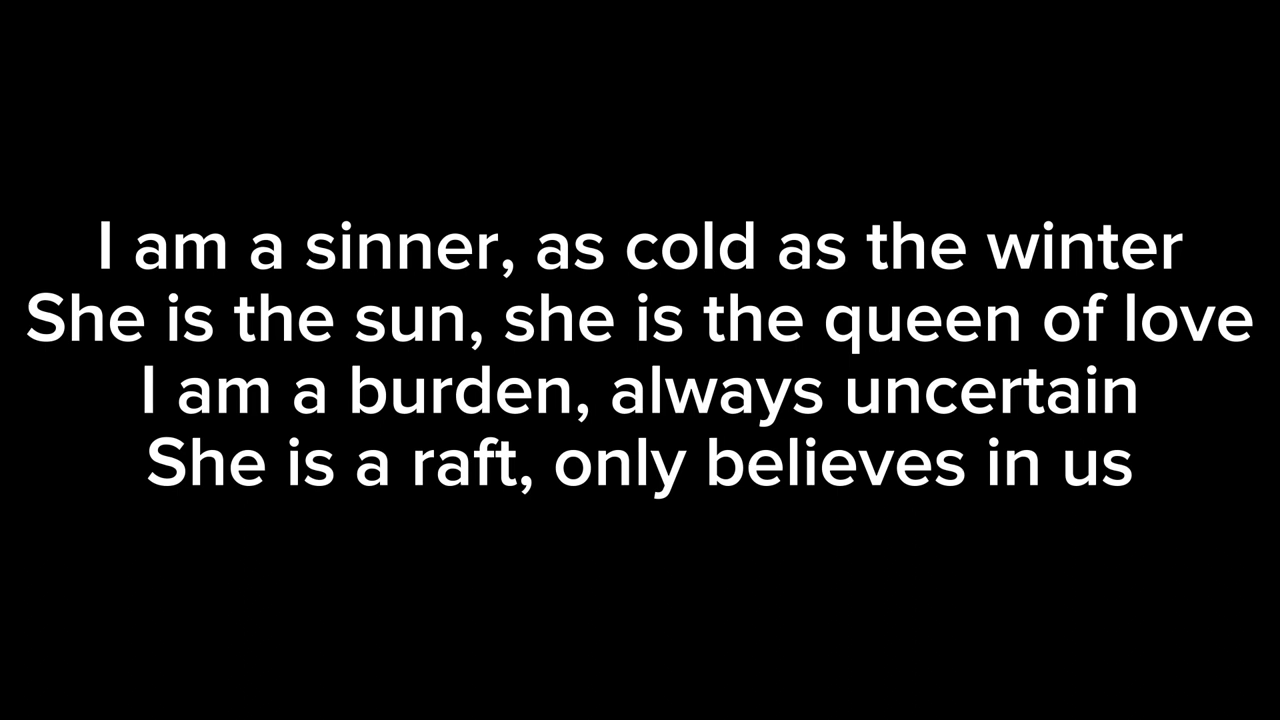 I am a sinner, as cold as the winter
She is the sun, she is the queen of love
I am a burden, always uncertain
She is a raft, only believes in us